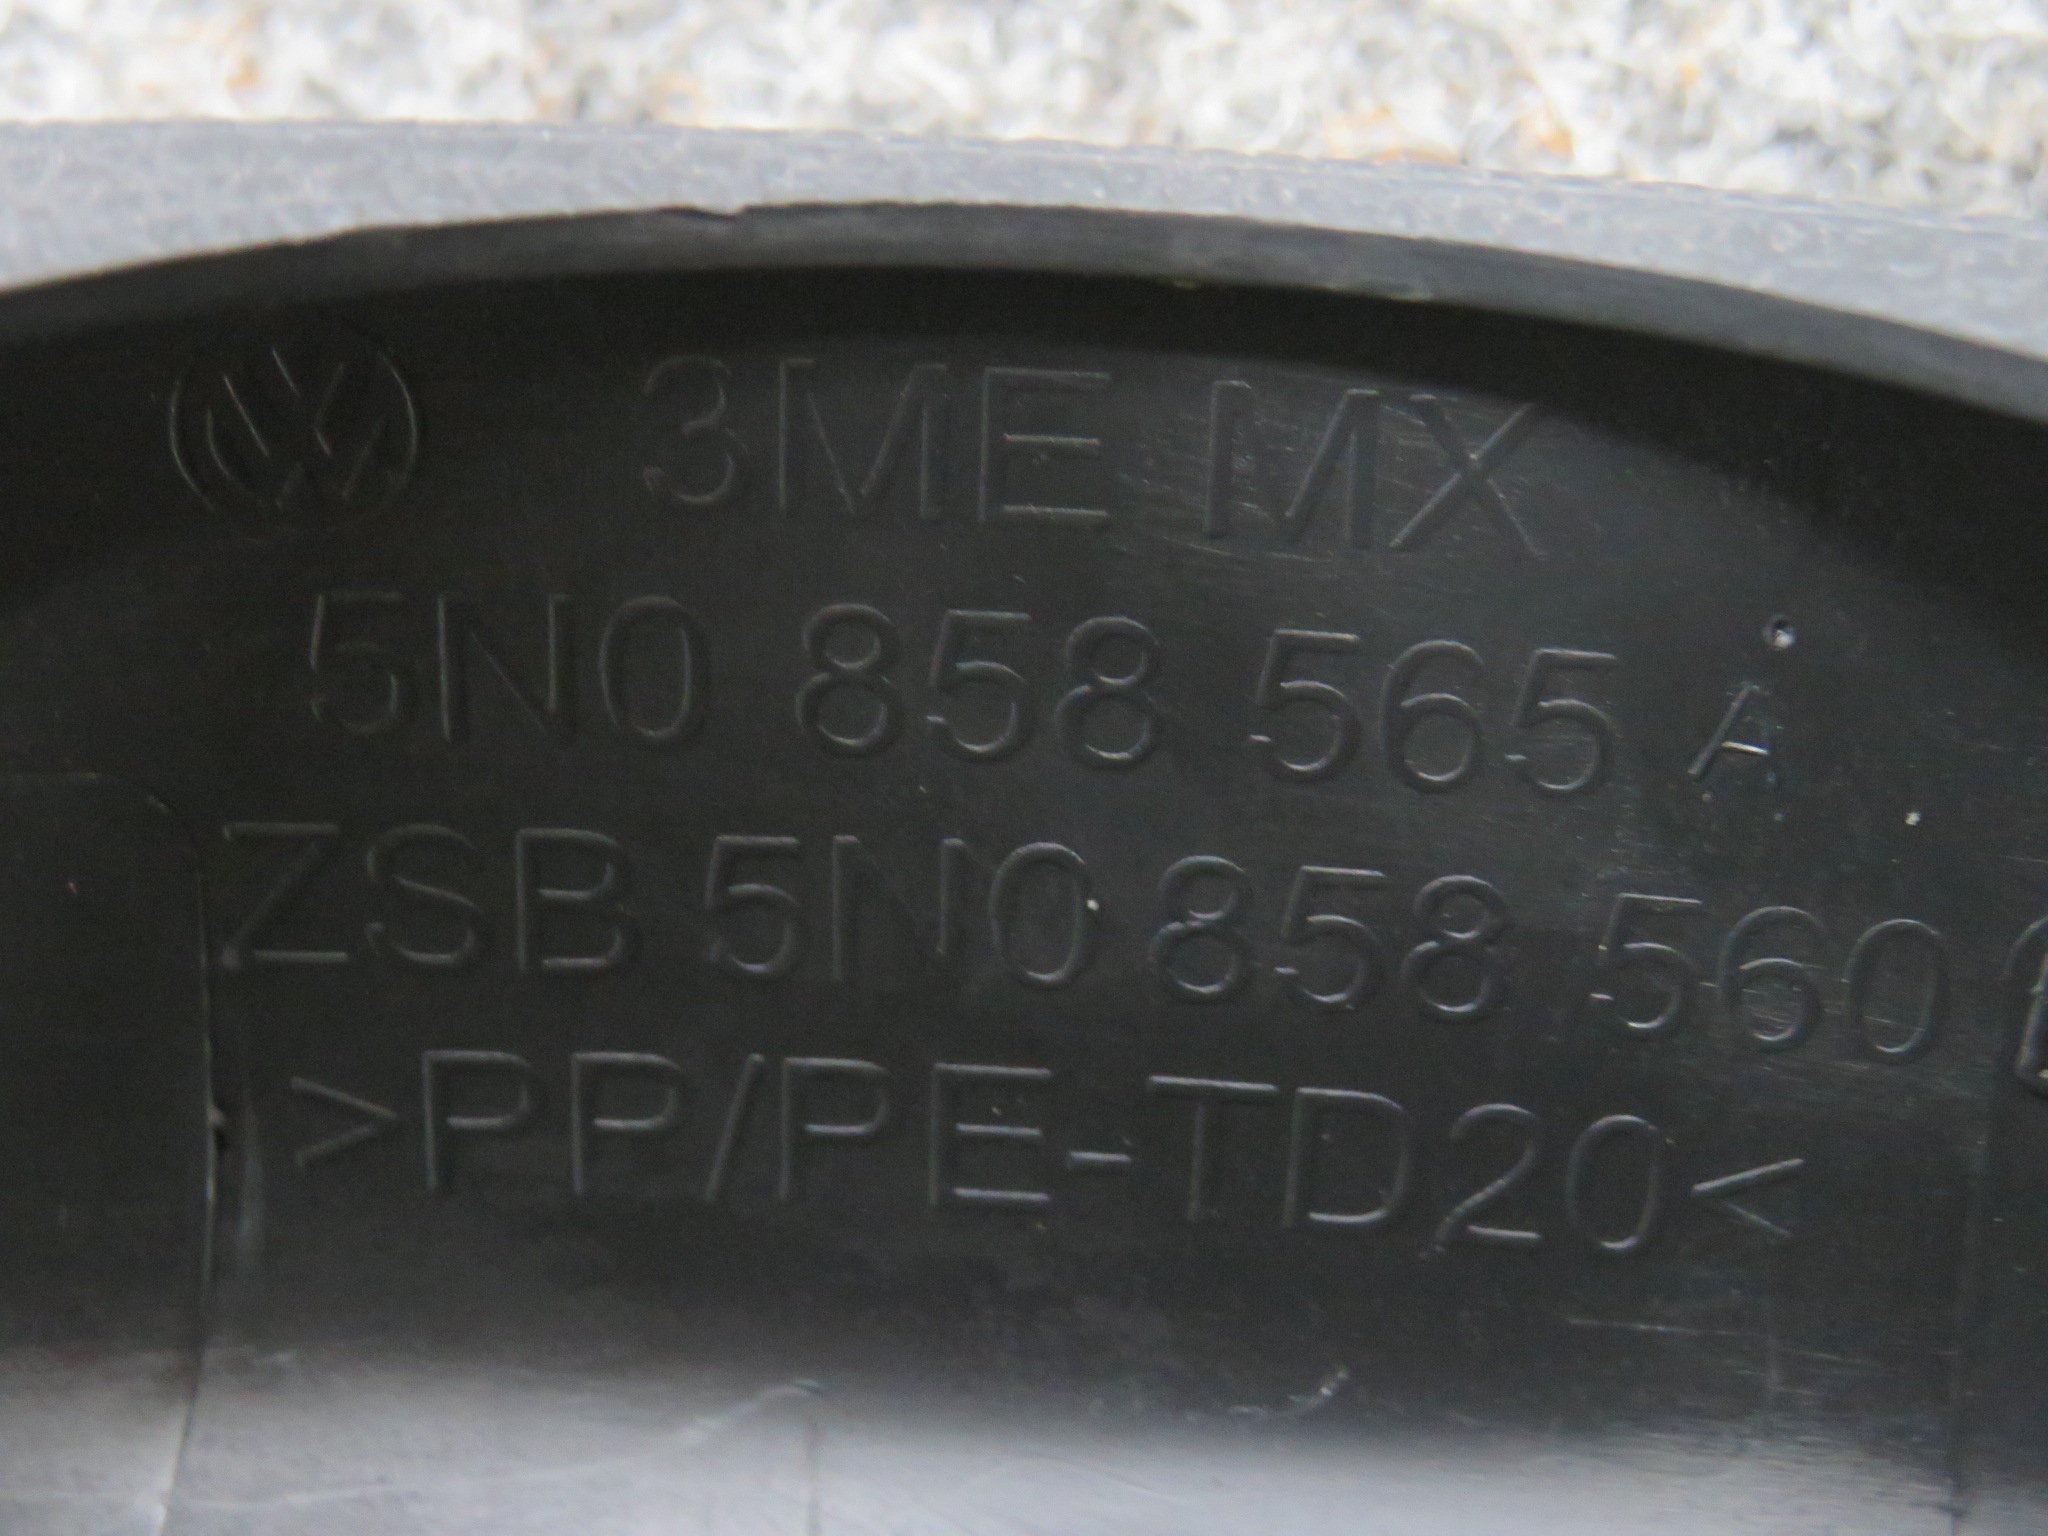 3ME MX
5N0 858 565 A
ZSB 5N0 858 560
>PP/PE-TD20<